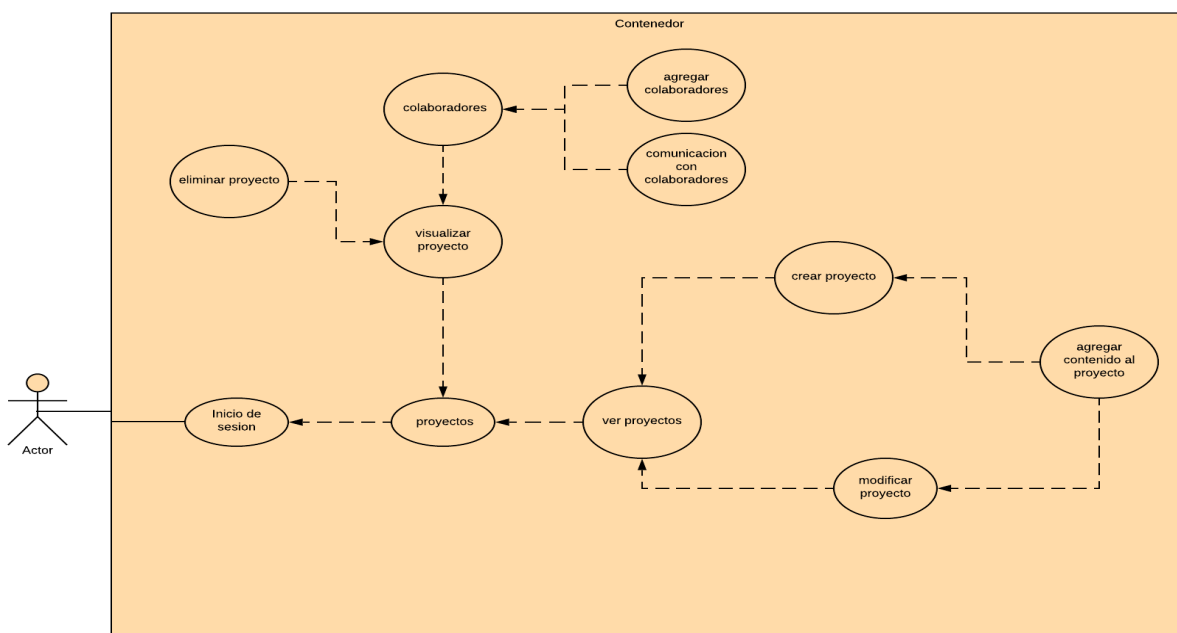 Contenedor
agregar
colaboradores
colaboradores
comunicacion
con
colaboradores
eliminar proyecto
visualizar
proyecto
crear proyecto
agregar
contenido al
proyecto
Inicio de
sesion
proyectos
ver proyectos
Actor
modificar
proyecto